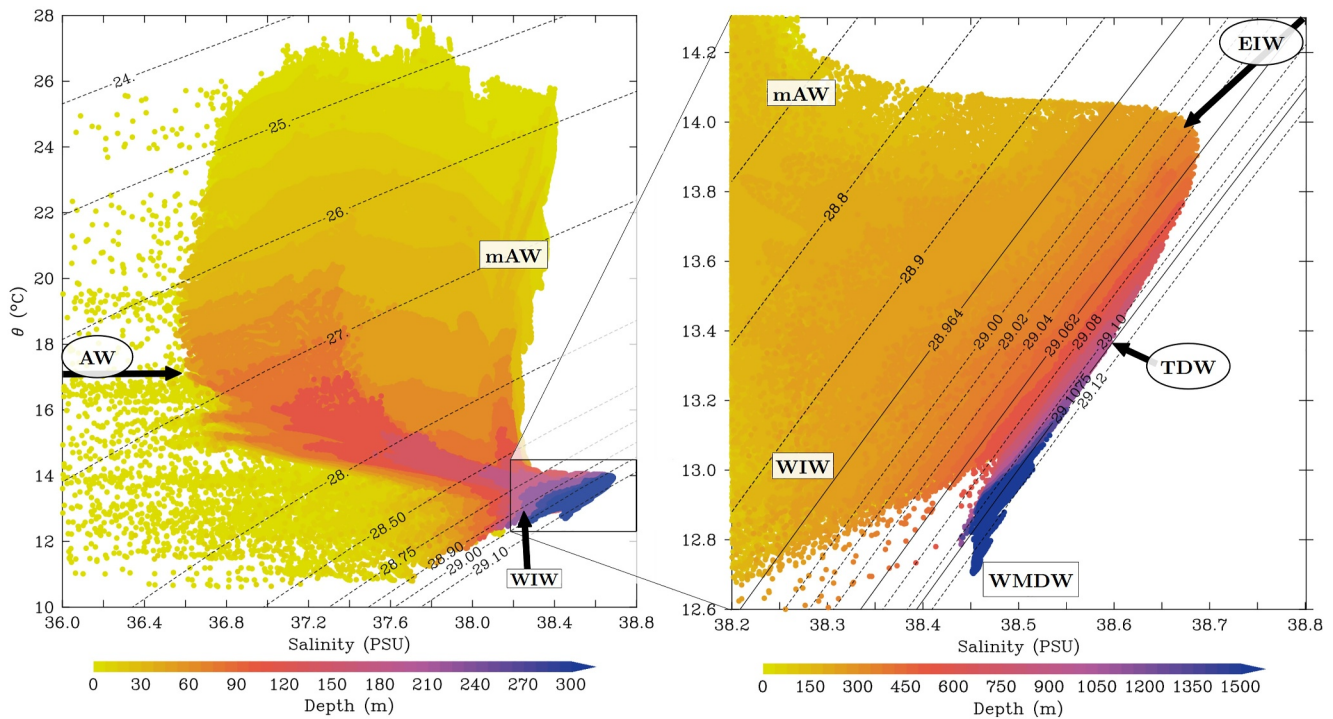 28
26
24
22
20
18
16
14
12
10
θ (°C)
36.0 36.4 36.8 37.2 37.6 38.0 38.4 38.8
Salinity (PSU)
24
25.
26.
27.
28
28.50
28.75
28.90
29.00
29.10
mAW
AW
WIW
0 30 60 90 120 150 180 210 240 270 300
Depth (m)
14.2
14.0
13.8
13.6
13.4
13.2
13.0
12.8
12.6
38.2 38.3 38.4 38.5 38.6 38.7 38.8
Salinity (PSU)
EIW
mAW
28.8
28.9
28.964
29.00
29.02
29.04
29.062
29.08
29.10
29.1075
29.12
TDW
WIW
WMDW
0 150 300 450 600 750 900 1050 1200 1350 1500
Depth (m)